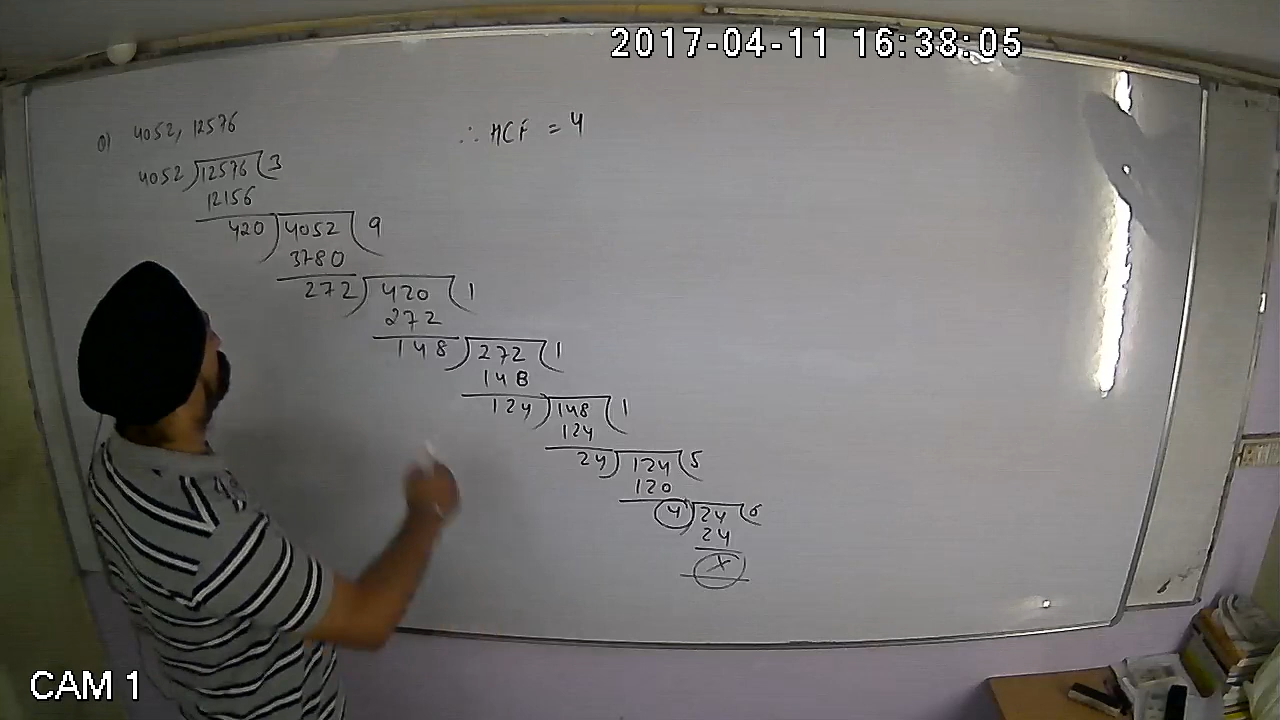 2017-04-11 16:38:05
0) 4052, 12576
∴ HCF = 4
4052 ) 12576 ( 3
12156
420 ) 4052 ( 9
3780
272 ) 420 ( 1
272
148 ) 272 ( 1
148
124 ) 148 ( 1
124
24 ) 124 ( 5
120
4 ) 24 ( 6
24
x
CAM 1